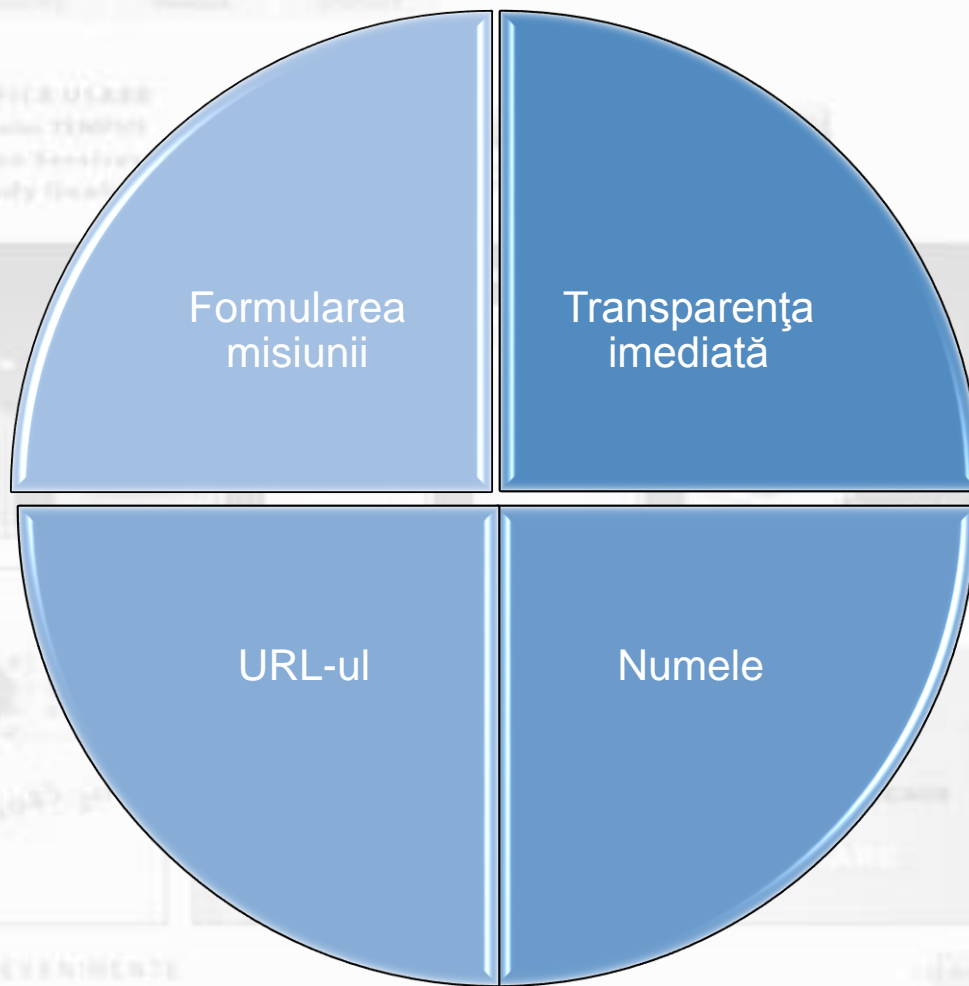 Formularea
misiunii
Transparenţa
imediată
URL-ul
Numele